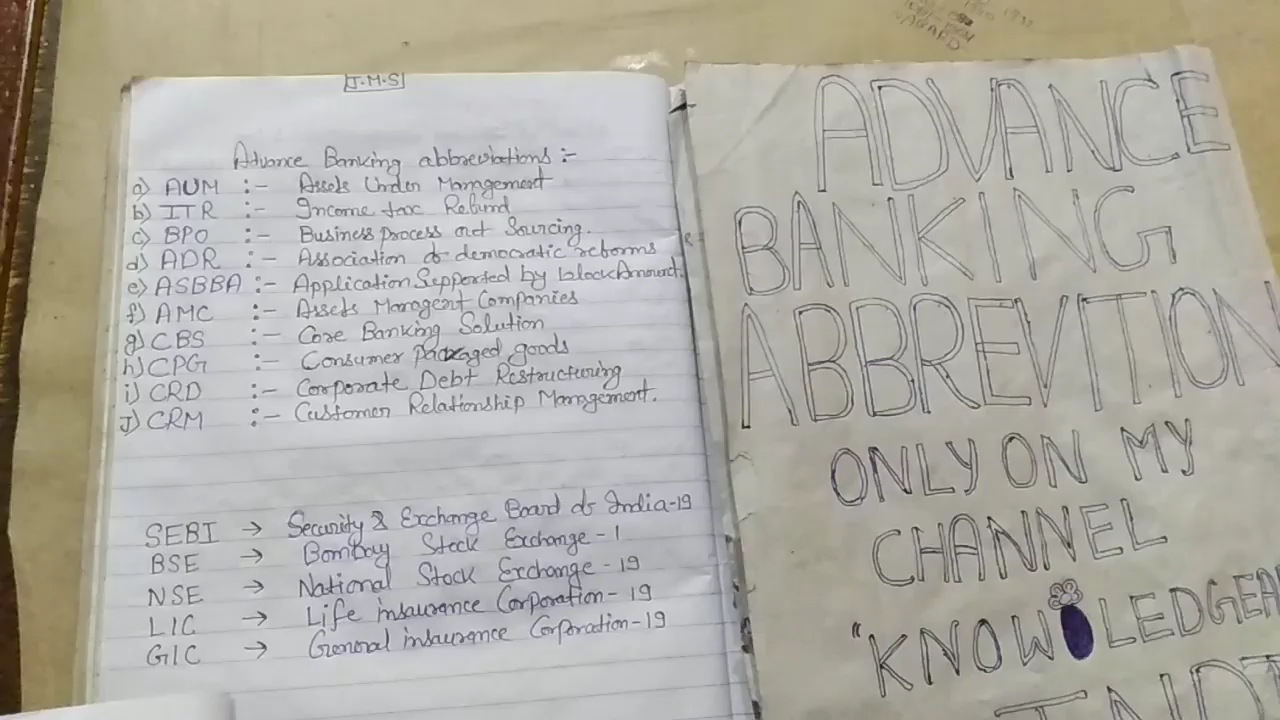 J.M.S
Advance Banking abbreviations :-
a) AUM :- Assets Under Management
b) ITR :- Income tax Refund
c) BPO :- Business process out Sourcing.
d) ADR :- Association of democratic reforms
e) ASBBA :- Application Supported by block Amount.
f) AMC :- Assets Managent Companies
g) CBS :- Core Banking Solution
h) CPG :- Consumer Packaged goods
i) CRD :- Corporate Debt Restructuring
J) CRM :- Customer Relationship Management.
SEBI → Security & Exchange Board of India-19
BSE → Bombay Stock Exchange - 1
NSE → National Stock Exchange - 19
LIC → Life insurance Corporation - 19
GIC → General insurance Corporation - 19
ADVANCE
BANKING
ABBREVITION
ONLY ON MY
CHANNEL
"KNOWLEDGEA